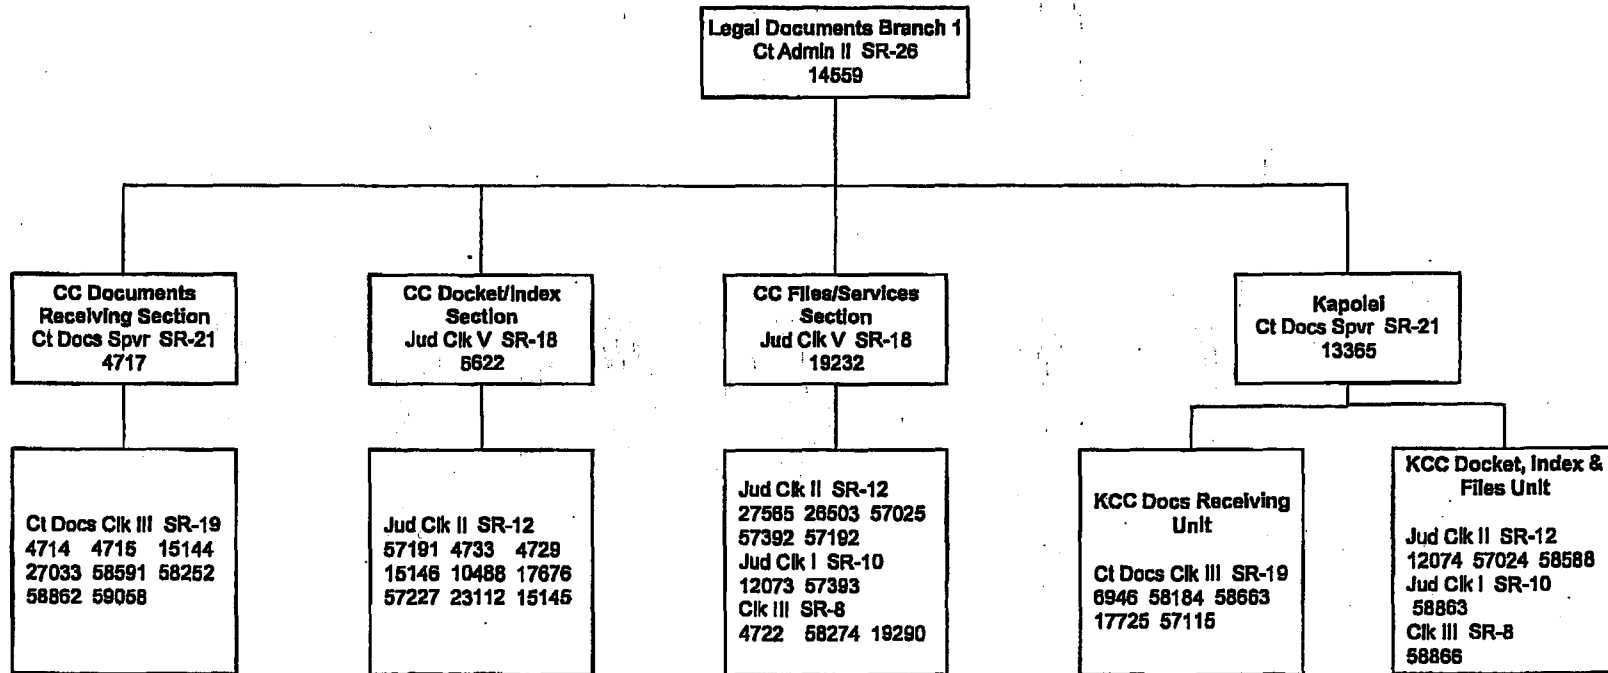 Legal Documents Branch 1
Ct Admin II SR-26
14559
CC Documents
Receiving Section
Ct Docs Spvr SR-21
4717
CC Docket/Index
Section
Jud Clk V SR-18
6622
CC Files/Services
Section
Jud Clk V SR-18
19232
Kapolei
Ct Docs Spvr SR-21
13365
Ct Docs Clk III SR-19
4714 4715 15144
27033 58591 58252
58862 59058
Jud Clk II SR-12
57191 4733 4729
15146 10488 17676
57227 23112 15145
Jud Clk II SR-12
27565 26503 57025
57392 57192
Jud Clk I SR-10
12073 57393
Clk III SR-8
4722 58274 19290
KCC Docs Receiving
Unit
Ct Docs Clk III SR-19
6946 58184 58663
17725 57115
KCC Docket, Index &
Files Unit
Jud Clk II SR-12
12074 57024 58588
Jud Clk I SR-10
58863
Clk III SR-8
58866